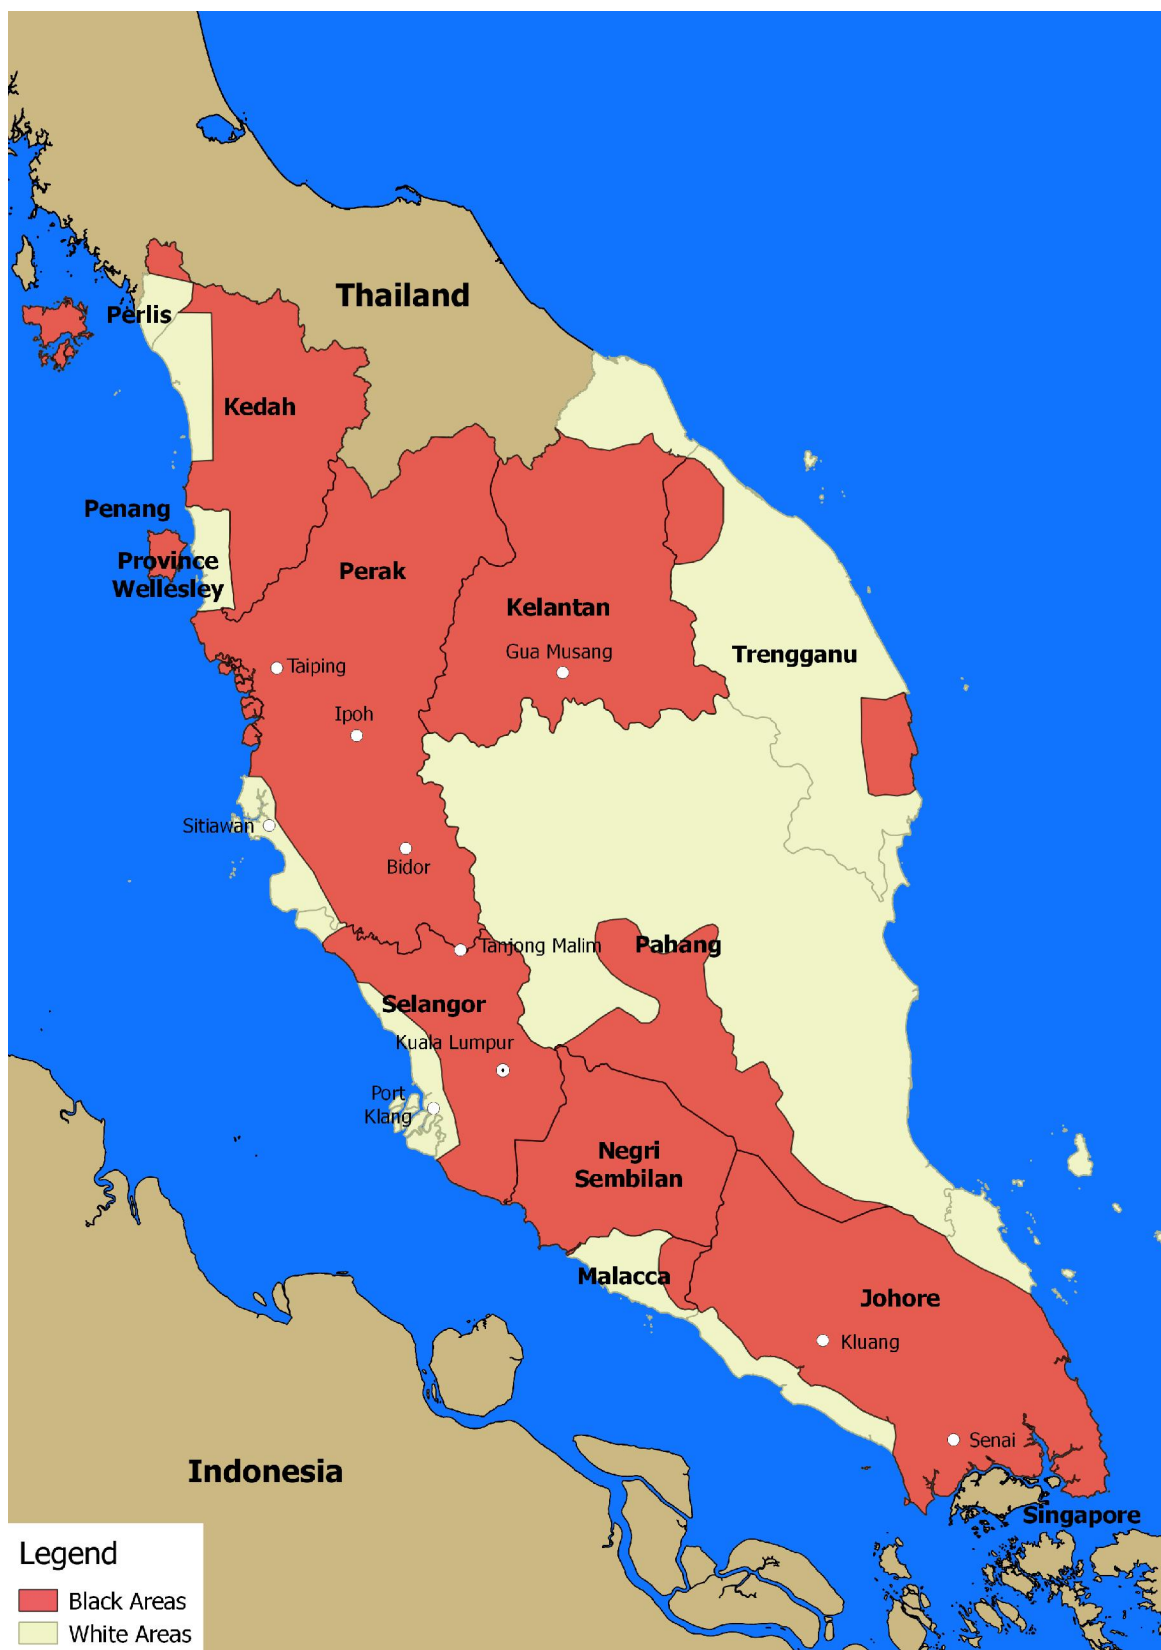 Thailand
Perlis
Kedah
Penang
Province
Wellesley
Perak
Kelantan
Gua Musang
Trengganu
Taiping
Ipoh
Sitiawan
Bidor
Pahang
Tanjong Malim
Selangor
Kuala Lumpur
Port
Klang
Negri
Sembilan
Malacca
Johore
Kluang
Senai
Indonesia
Singapore
Legend
Black Areas
White Areas